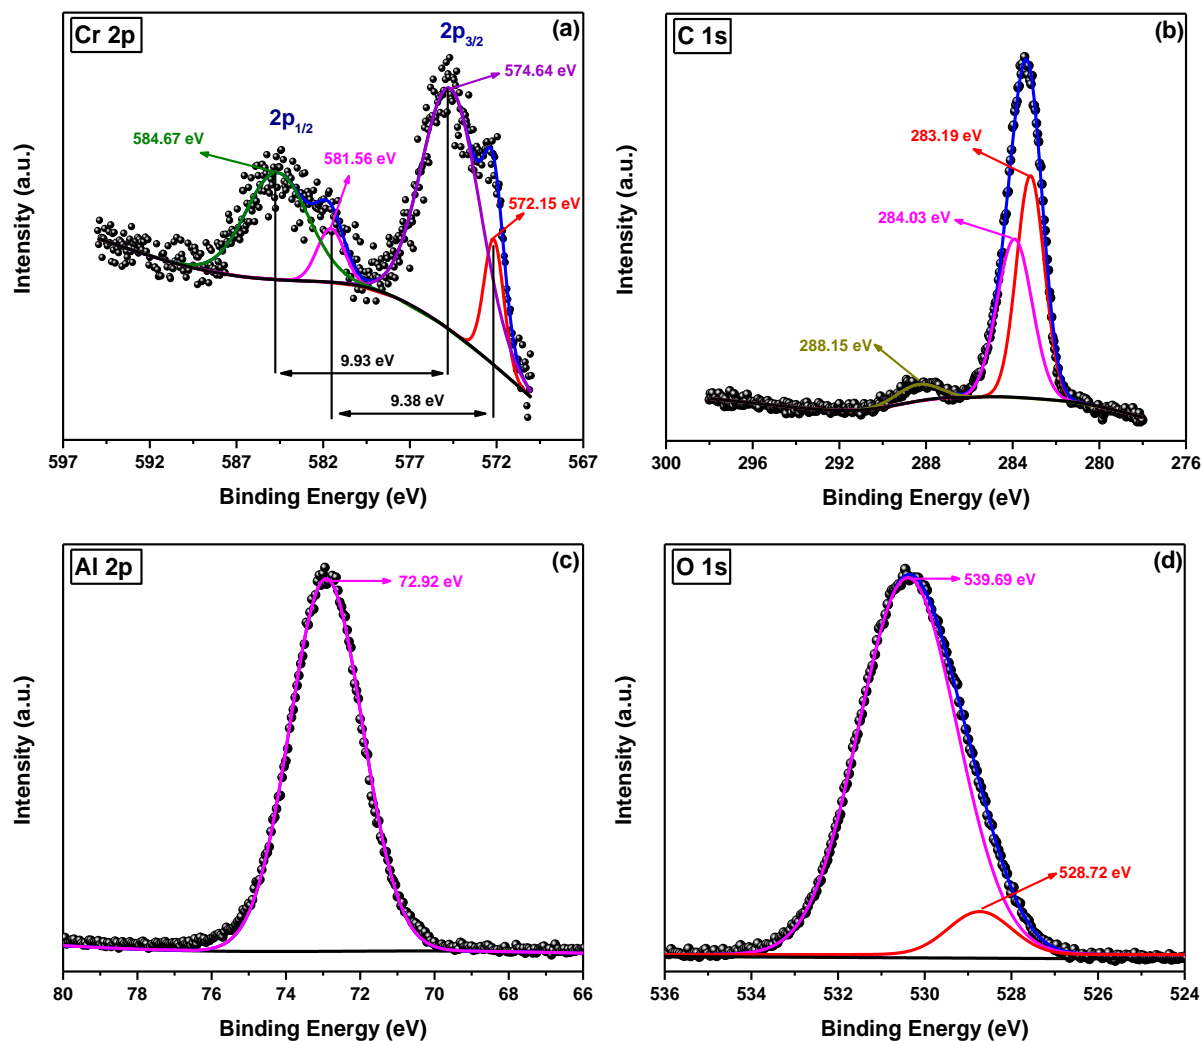 Cr 2p
(a)
2p3/2
574.64 eV
2p1/2
584.67 eV
581.56 eV
572.15 eV
9.93 eV
9.38 eV
Intensity (a.u.)
597 592 587 582 577 572 567
Binding Energy (eV)
C 1s
(b)
283.19 eV
284.03 eV
288.15 eV
Intensity (a.u.)
300 296 292 288 284 280 276
Binding Energy (eV)
Al 2p
(c)
72.92 eV
Intensity (a.u.)
80 78 76 74 72 70 68 66
Binding Energy (eV)
O 1s
(d)
539.69 eV
528.72 eV
Intensity (a.u.)
536 534 532 530 528 526 524
Binding Energy (eV)